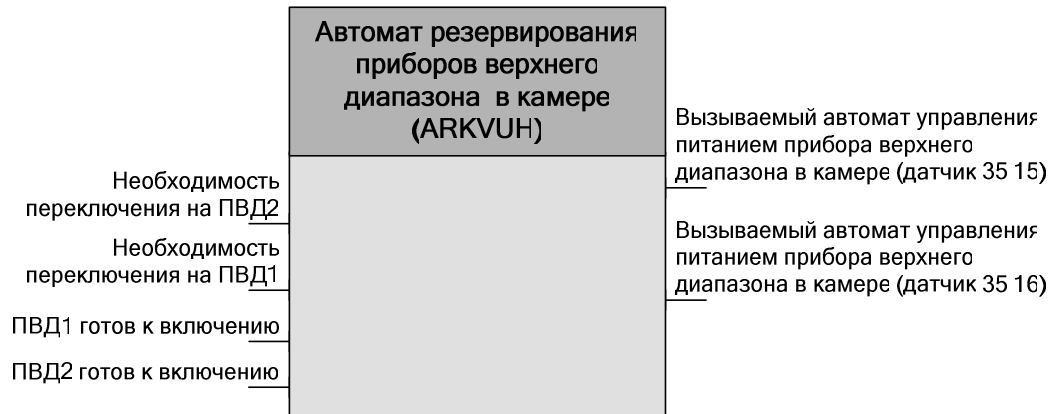 Автомат резервирования
приборов верхнего
диапазона в камере
(ARKVUH)
Необходимость
переключения на ПВД2
Необходимость
переключения на ПВД1
ПВД1 готов к включению
ПВД2 готов к включению
Вызываемый автомат управления
питанием прибора верхнего
диапазона в камере (датчик 35 15)
Вызываемый автомат управления
питанием прибора верхнего
диапазона в камере (датчик 35 16)